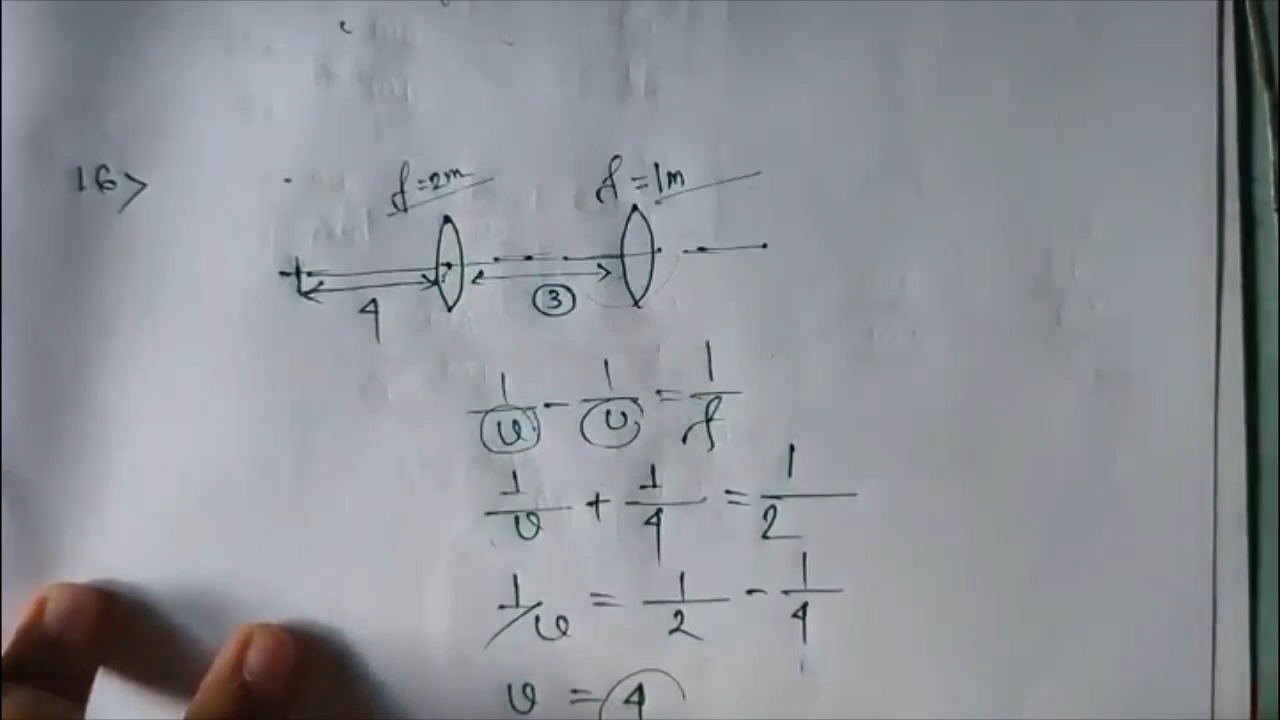 16>
f=2m f=1m
4 3
1/v - 1/u = 1/f
1/v + 1/4 = 1/2
1/v = 1/2 - 1/4
v = 4